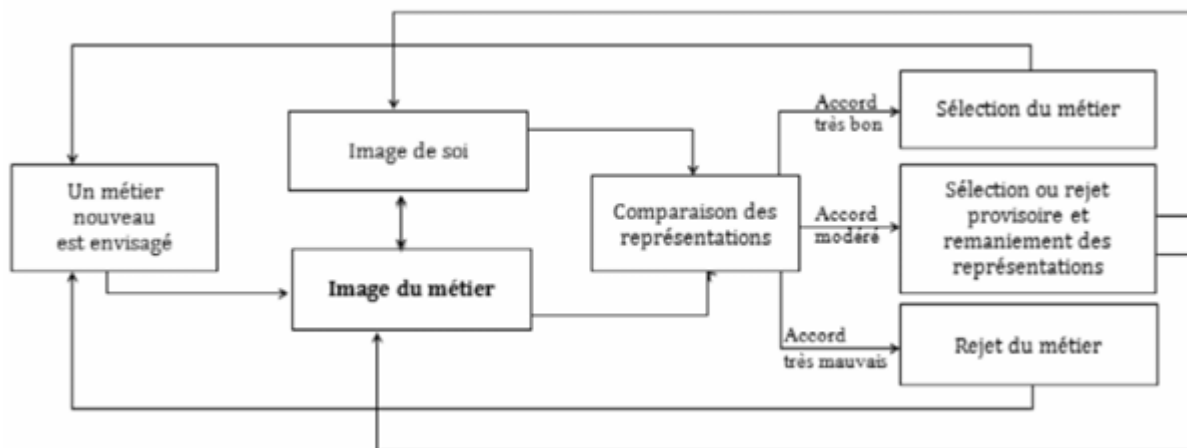 Un métier
nouveau
est envisagé
Image de soi
Image du métier
Comparaison des
représentations
Accord
très bon
Sélection du métier
Accord
modéré
Sélection ou rejet
provisoire et
remaniement des
représentations
Accord
très mauvais
Rejet du métier